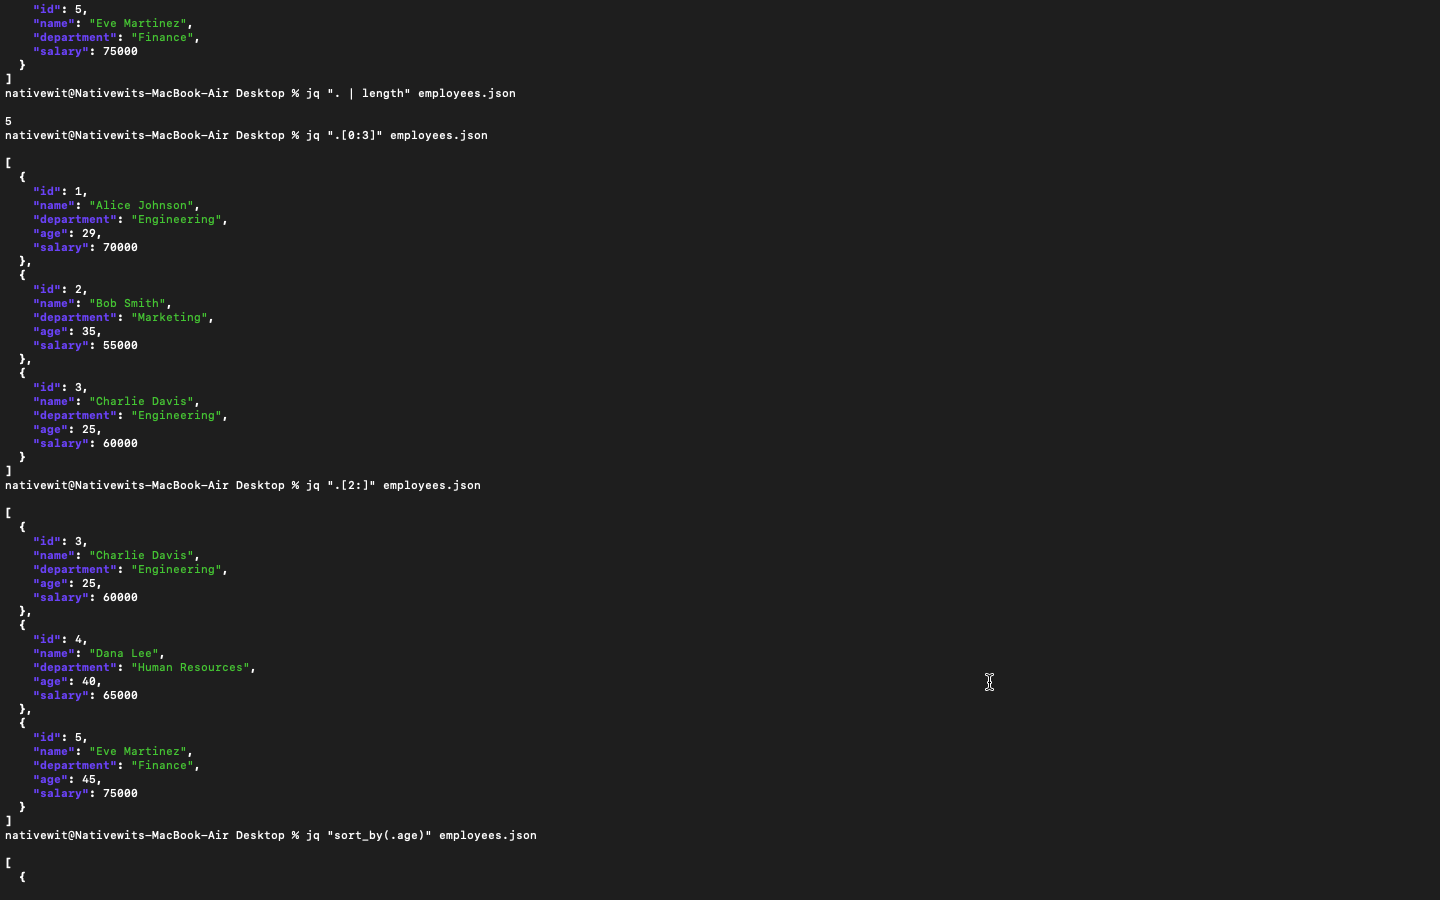 "id": 5,
"name": "Eve Martinez",
"department": "Finance",
"salary": 75000
}
]
nativewit@Nativewits-MacBook-Air Desktop % jq ". | length" employees.json
5
nativewit@Nativewits-MacBook-Air Desktop % jq ".[0:3]" employees.json
[
{
"id": 1,
"name": "Alice Johnson",
"department": "Engineering",
"age": 29,
"salary": 70000
},
{
"id": 2,
"name": "Bob Smith",
"department": "Marketing",
"age": 35,
"salary": 55000
},
{
"id": 3,
"name": "Charlie Davis",
"department": "Engineering",
"age": 25,
"salary": 60000
}
]
nativewit@Nativewits-MacBook-Air Desktop % jq ".[2:]" employees.json
[
{
"id": 3,
"name": "Charlie Davis",
"department": "Engineering",
"age": 25,
"salary": 60000
},
{
"id": 4,
"name": "Dana Lee",
"department": "Human Resources",
"age": 40,
"salary": 65000
},
{
"id": 5,
"name": "Eve Martinez",
"department": "Finance",
"age": 45,
"salary": 75000
}
]
nativewit@Nativewits-MacBook-Air Desktop % jq "sort_by(.age)" employees.json
[
{